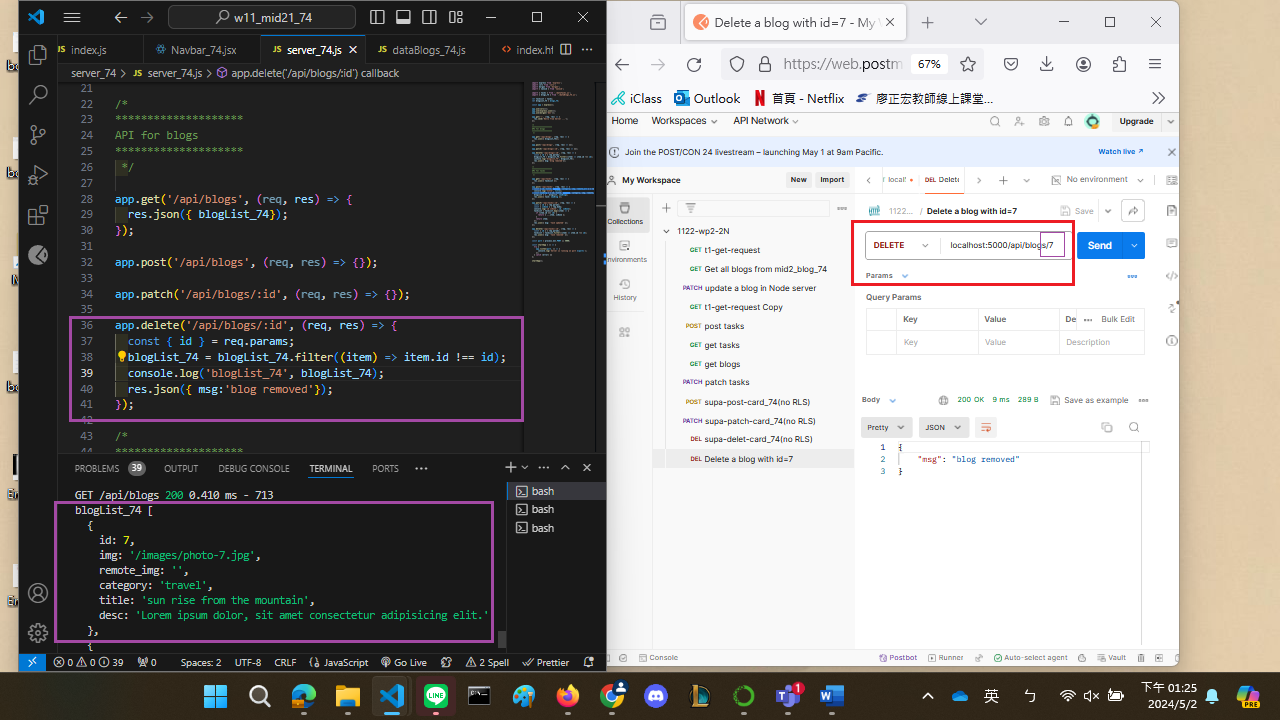 w11_mid21_74
index.js
Navbar_74.jsx
server_74.js
dataBlogs_74.js
index.ht
server_74 > JS server_74.js > app.delete('/api/blogs/:id') callback
21
22 /*
23 ********************
24 API for blogs
25 ********************
26 */
27
28 app.get('/api/blogs', (req, res) => {
29 res.json({ blogList_74});
30 });
31
32 app.post('/api/blogs', (req, res) => {});
33
34 app.patch('/api/blogs/:id', (req, res) => {});
35
36 app.delete('/api/blogs/:id', (req, res) => {
37 const { id } = req.params;
38 blogList_74 = blogList_74.filter((item) => item.id !== id);
39 console.log('blogList_74', blogList_74);
40 res.json({ msg:'blog removed'});
41 });
42
43 /*
44 ********************
PROBLEMS 39 OUTPUT DEBUG CONSOLE TERMINAL PORTS
GET /api/blogs 200 0.410 ms - 713
blogList_74 [
{
id: 7,
img: '/images/photo-7.jpg',
remote_img: '',
category: 'travel',
title: 'sun rise from the mountain',
desc: 'Lorem ipsum dolor, sit amet consectetur adipisicing elit.'
},
{
bash
bash
bash
0 0 39 0 Spaces: 2 UTF-8 CRLF JavaScript Go Live 2 Spell Prettier
Delete a blog with id=7 - My W
https://web.postm 67%
iClass Outlook 首頁 - Netflix 廖正宏教師線上課堂...
Home Workspaces API Network Upgrade
Join the POST/CON 24 livestream – launching May 1 at 9am Pacific. Watch live
My Workspace New Import
local DEL Delete No environment
Collections
History
1122-wp2-2N
GET t1-get-request
GET Get all blogs from mid2_blog_74
PATCH update a blog in Node server
GET t1-get-request Copy
POST post tasks
GET get tasks
GET get blogs
PATCH patch tasks
POST supa-post-card_74(no RLS)
PATCH supa-patch-card_74(no RLS)
DEL supa-delet-card_74(no RLS)
DEL Delete a blog with id=7
1122... / Delete a blog with id=7 Save
DELETE localhost:5000/api/blogs/7 Send
Params
Query Params
Key Value De Bulk Edit
Key Value Description
Body 200 OK 9 ms 289 B Save as example
Pretty JSON
1 {
2 "msg": "blog removed"
3 }
Console Postbot Runner Auto-select agent Vault
1
英
下午 01:25
2024/5/2
PRE